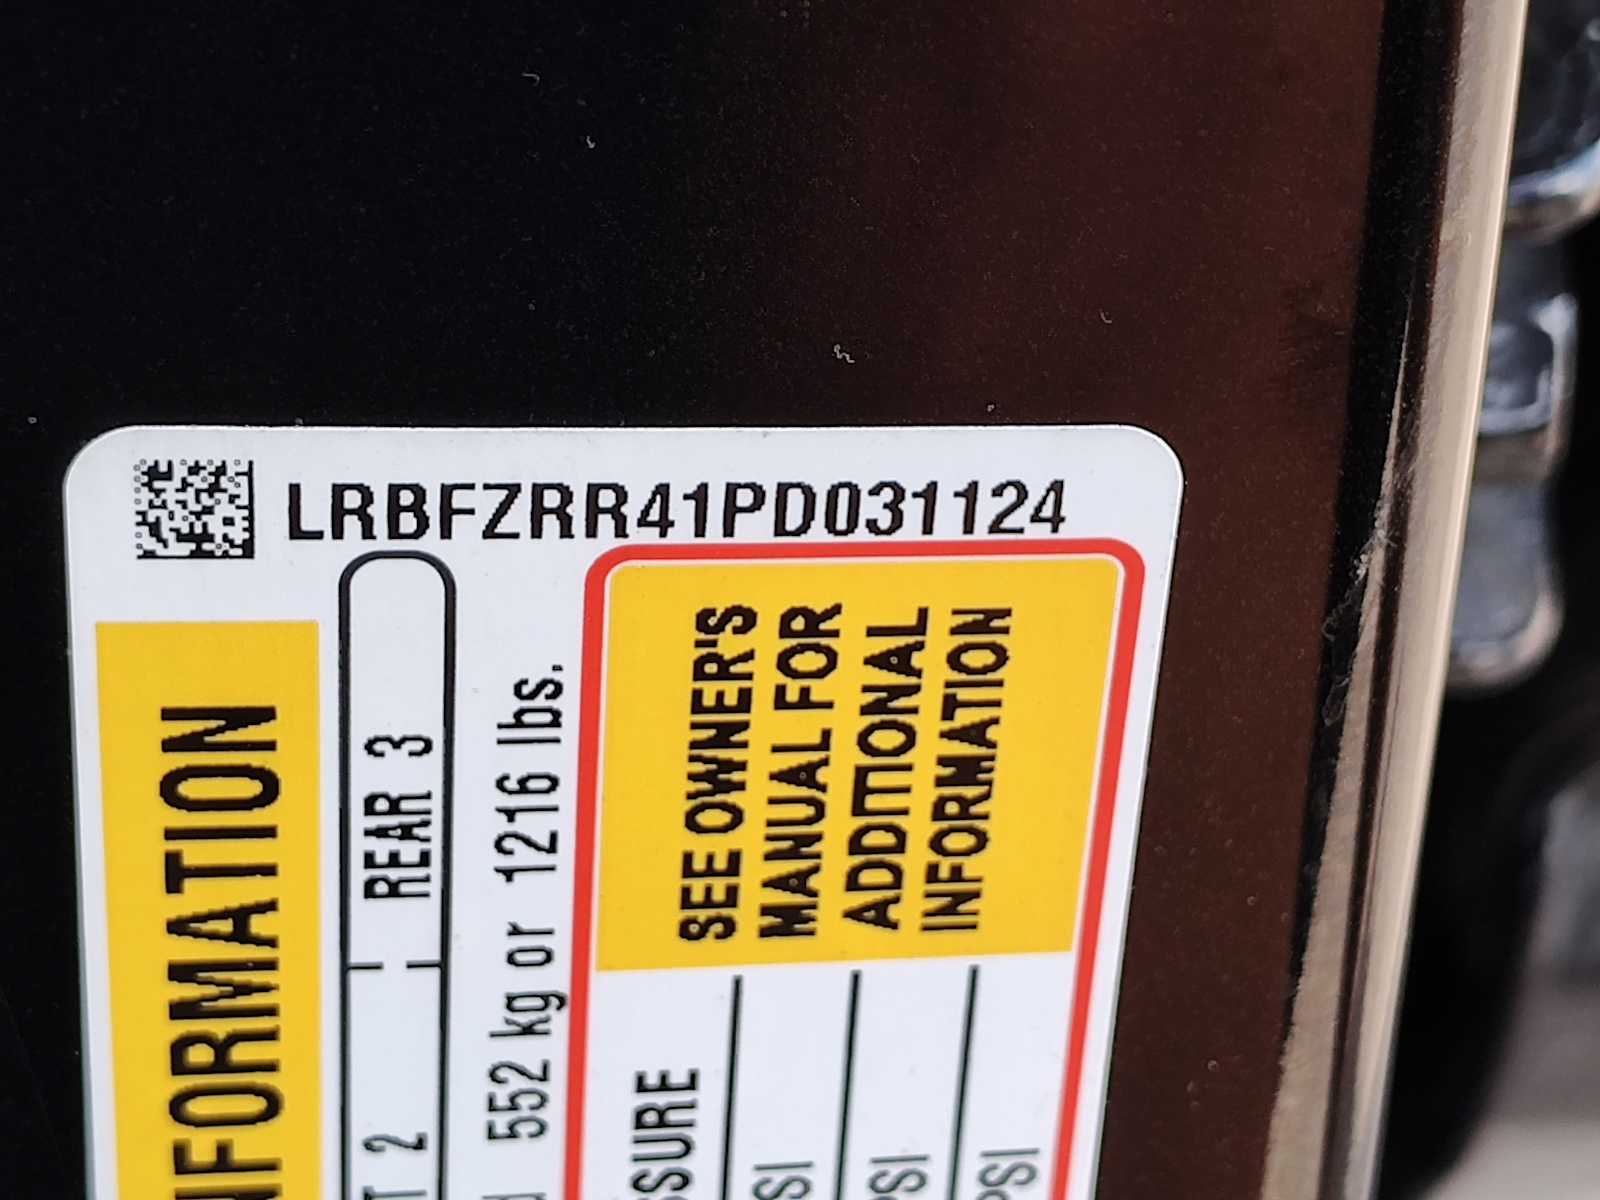 LRBFZRR41PD031124
NFORMATION
T 2 REAR 3
552 kg or 1216 lbs.
SSURE
SEE OWNER'S
MANUAL FOR
ADDITIONAL
INFORMATION
SI
PSI
PSI